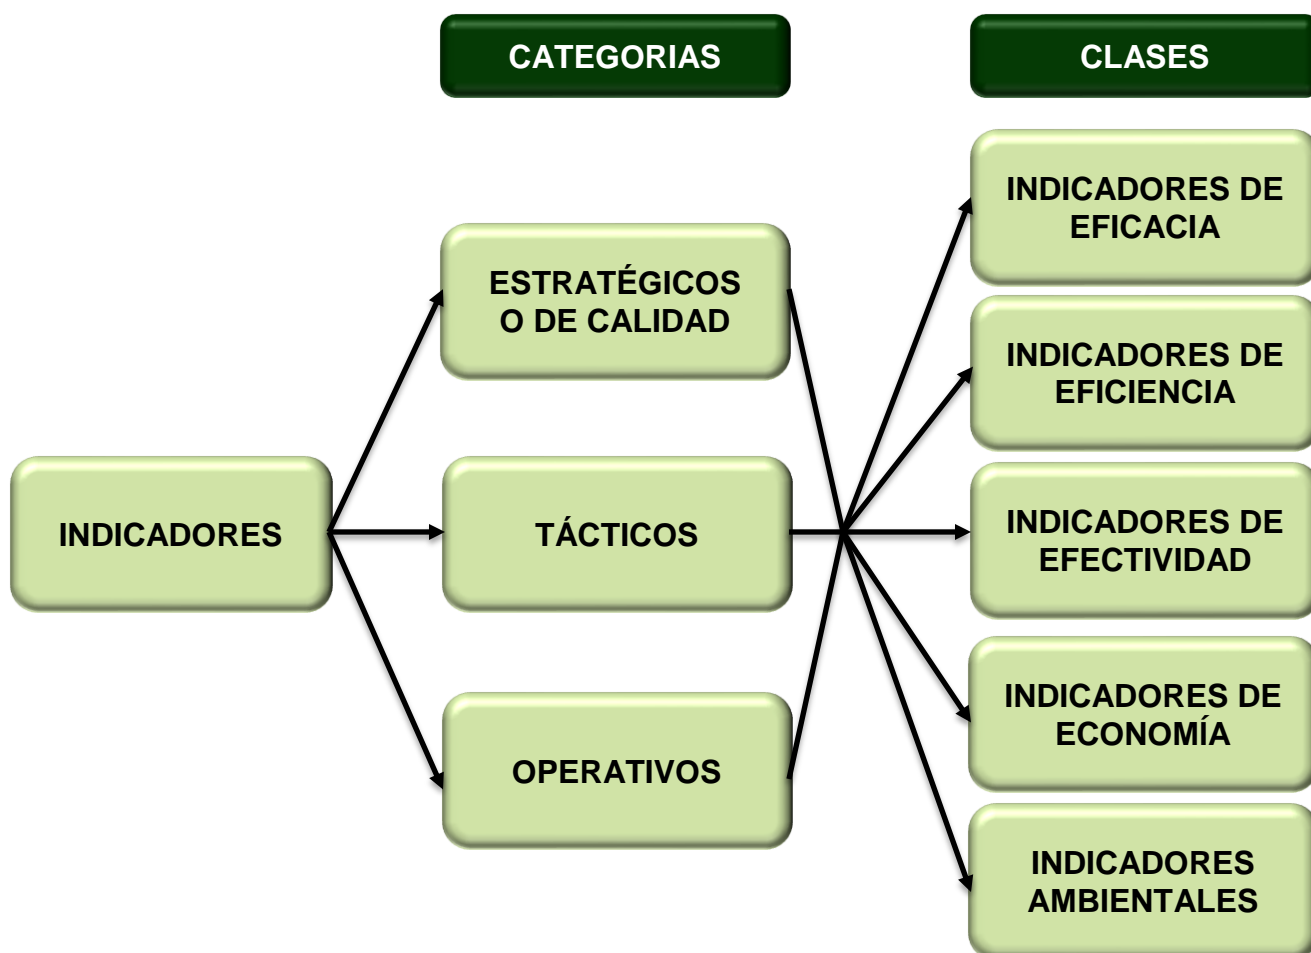 CATEGORIAS
CLASES
INDICADORES
ESTRATÉGICOS
O DE CALIDAD
TÁCTICOS
OPERATIVOS
INDICADORES DE
EFICACIA
INDICADORES DE
EFICIENCIA
INDICADORES DE
EFECTIVIDAD
INDICADORES DE
ECONOMÍA
INDICADORES
AMBIENTALES